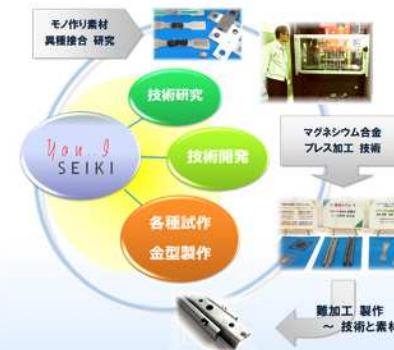 モノ作り素材
異種接合 研究
技術研究
You.I
SEIKI
技術開発
マグネシウム合金
プレス加工 技術
各種試作
金型製作
難加工 製作
～ 技術と素材